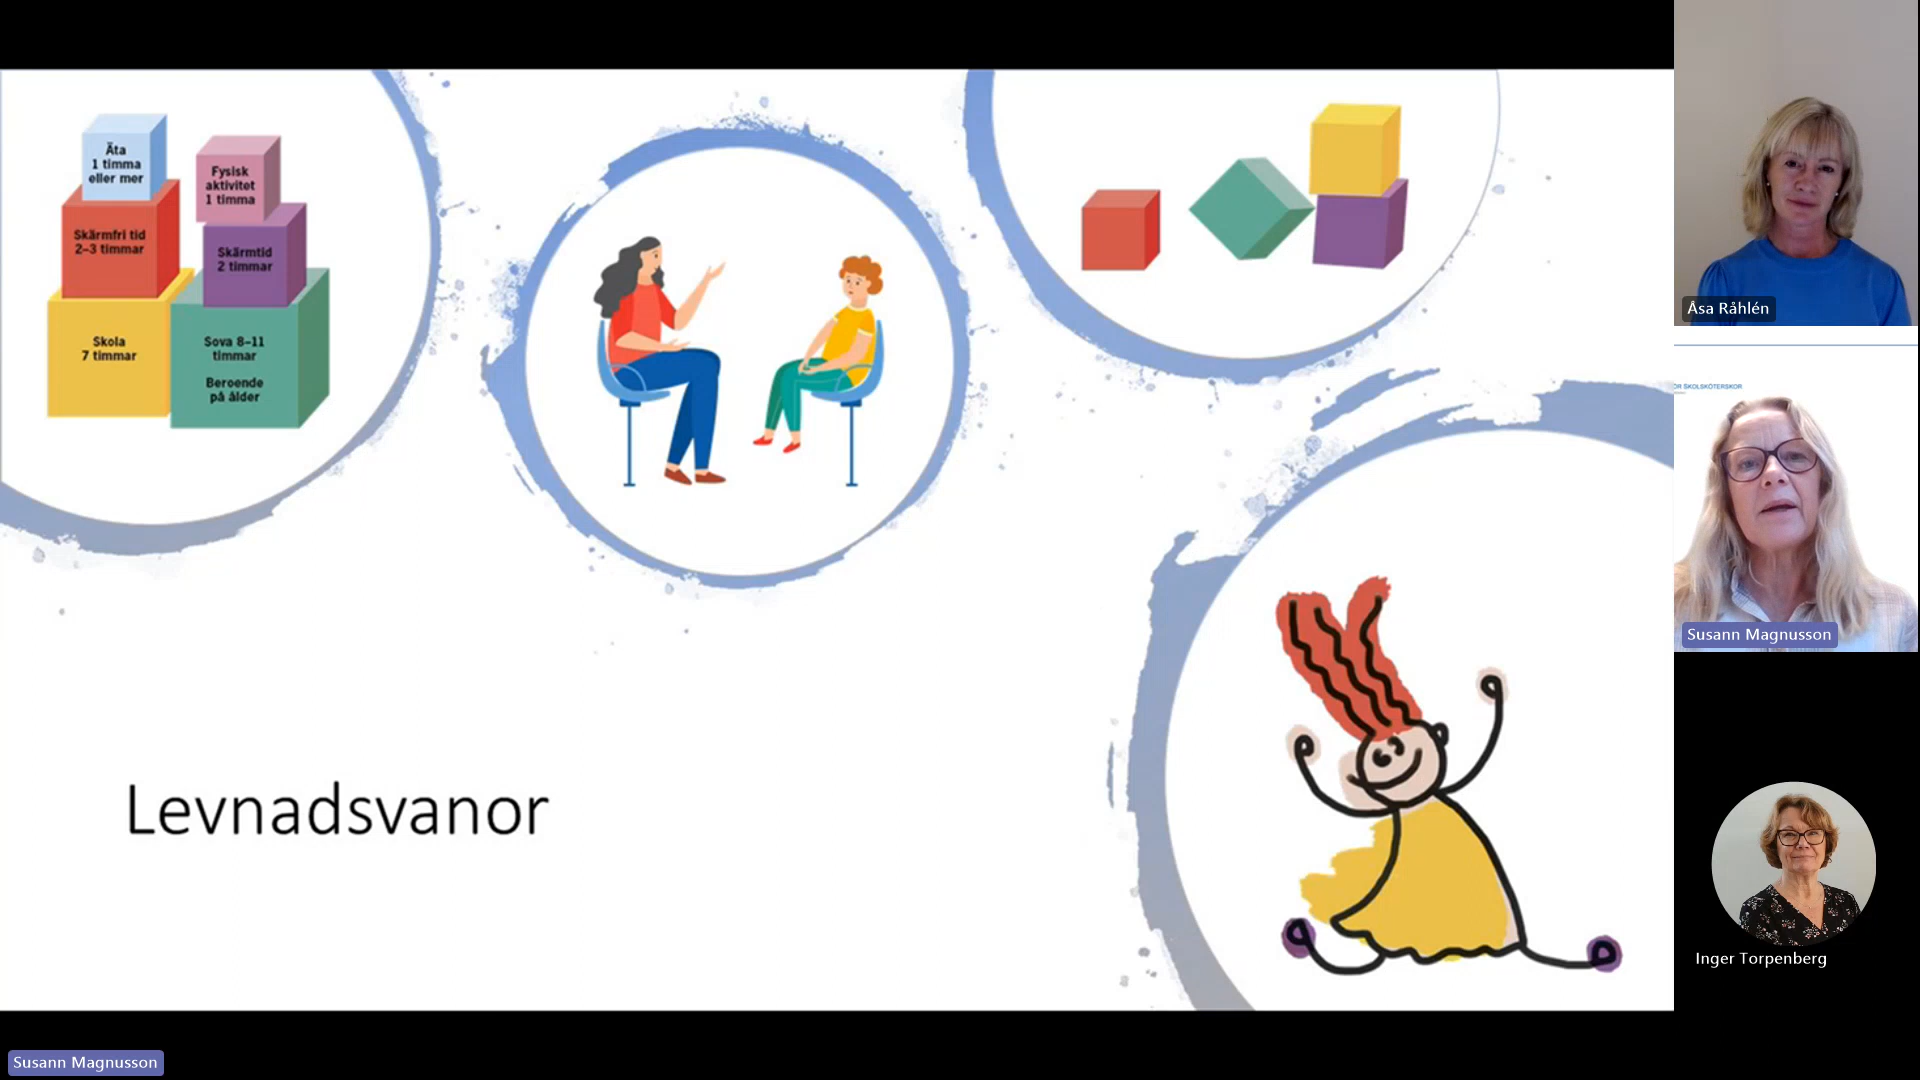 Äta
1 timma
eller mer
Fysisk
aktivitet
1 timma
Skärmfri tid
2–3 timmar
Skärmtid
2 timmar
Skola
7 timmar
Sova 8–11
timmar
Beroende
på ålder
Levnadsvanor
Åsa Råhlén
ÖR SKOLSKÖTERSKOR
Susann Magnusson
Inger Torpenberg
Susann Magnusson